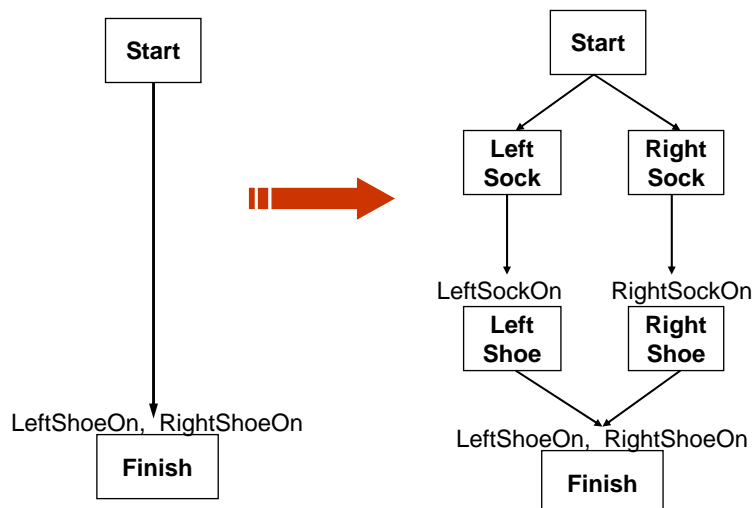 Start
LeftShoeOn, RightShoeOn
Finish
Start
Left
Sock
Right
Sock
LeftSockOn
RightSockOn
Left
Shoe
Right
Shoe
LeftShoeOn, RightShoeOn
Finish